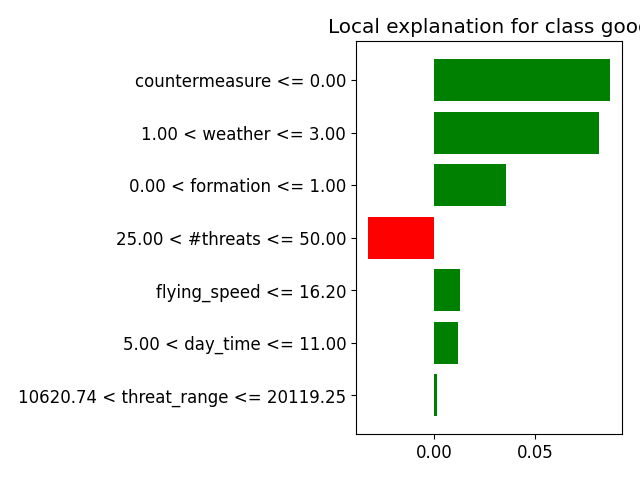 Local explanation for class good
countermeasure <= 0.00
1.00 < weather <= 3.00
0.00 < formation <= 1.00
25.00 < #threats <= 50.00
flying_speed <= 16.20
5.00 < day_time <= 11.00
10620.74 < threat_range <= 20119.25
0.00 0.05